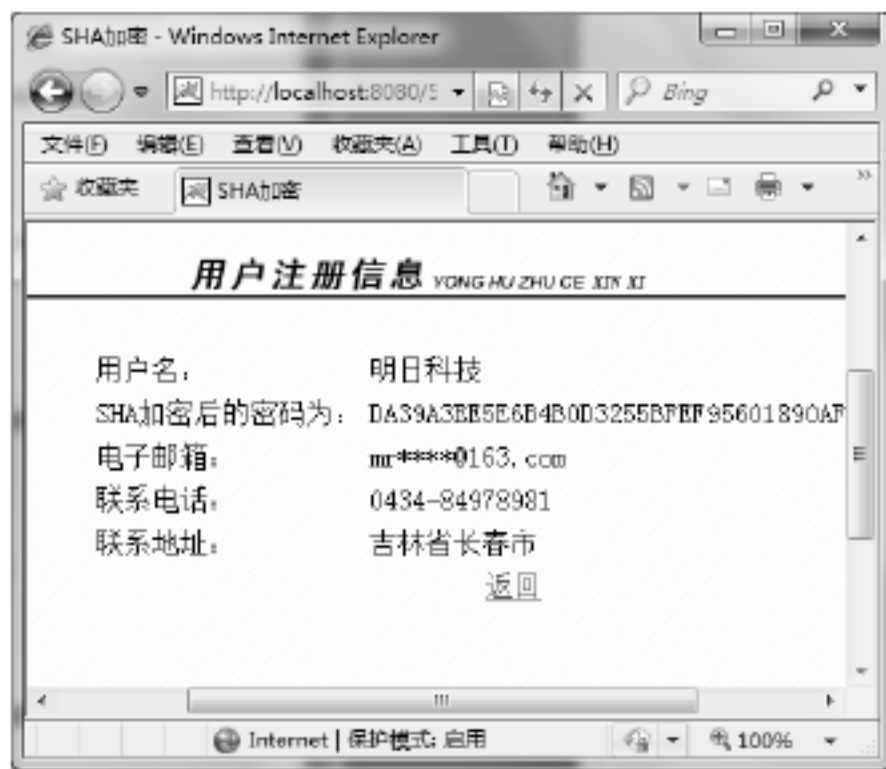 SHA加密 - Windows Internet Explorer
http://localhost:8080/5
Bing
文件(F) 编辑(E) 查看(V) 收藏夹(A) 工具(T) 帮助(H)
收藏夹 SHA加密
用户注册信息 YONG HU ZHU CE XIN XI
用户名： 明日科技
SHA加密后的密码为： DA39A3EE5E6B4B0D3255BFEF95601890AF
电子邮箱： mr****@163.com
联系电话： 0434-84978981
联系地址： 吉林省长春市
返回
Internet | 保护模式: 启用 100%